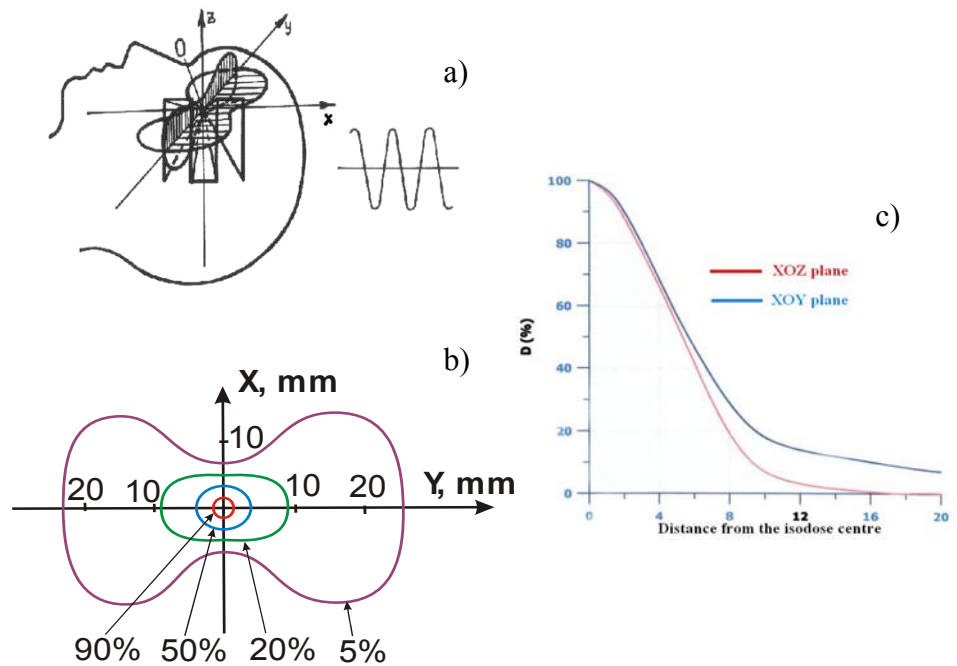 a)
z
y
O
x
b)
X, mm
10
20
10
10
20
Y, mm
90%
50%
20%
5%
c)
100
80
60
40
20
0
D (%)
XOZ plane
XOY plane
0
4
8
12
16
20
Distance from the isodose centre